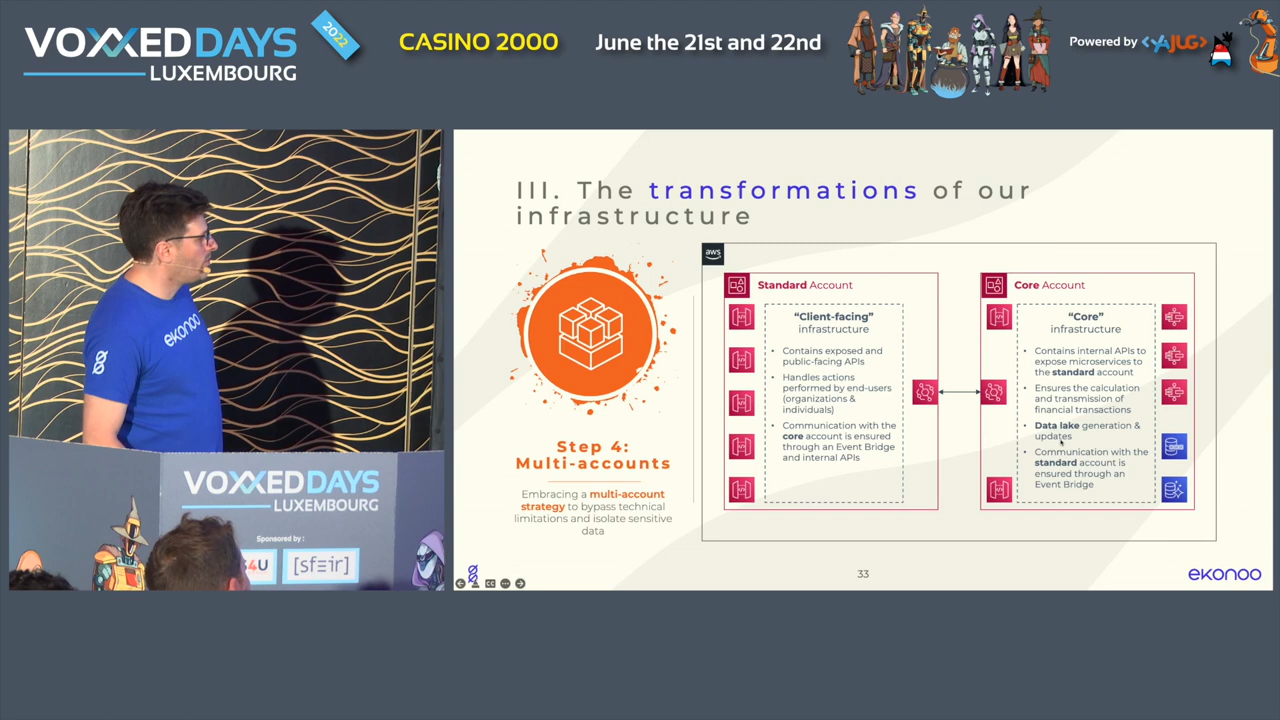 VOXXED DAYS
LUXEMBOURG
2022
CASINO 2000
June the 21st and 22nd
Powered by <YAJUG>
ekonoo
VOXXED DAYS
LUXEMBOURG
Sponsored by :
4U
[sfeir]
III. The transformations of our
infrastructure
Step 4:
Multi-accounts
Embracing a multi-account
strategy to bypass technical
limitations and isolate sensitive
data
aws
Standard Account
“Client-facing”
infrastructure
• Contains exposed and
public-facing APIs
• Handles actions
performed by end-users
(organizations &
individuals)
• Communication with the
core account is ensured
through an Event Bridge
and internal APIs
Core Account
“Core”
infrastructure
• Contains internal APIs to
expose microservices to
the standard account
• Ensures the calculation
and transmission of
financial transactions
• Data lake generation &
updates
• Communication with the
standard account is
ensured through an
Event Bridge
33
ekonoo